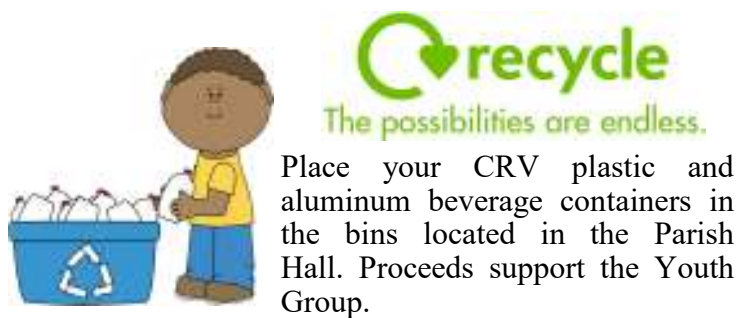 recycle
The possibilities are endless.
Place your CRV plastic and
aluminum beverage containers in
the bins located in the Parish
Hall. Proceeds support the Youth
Group.